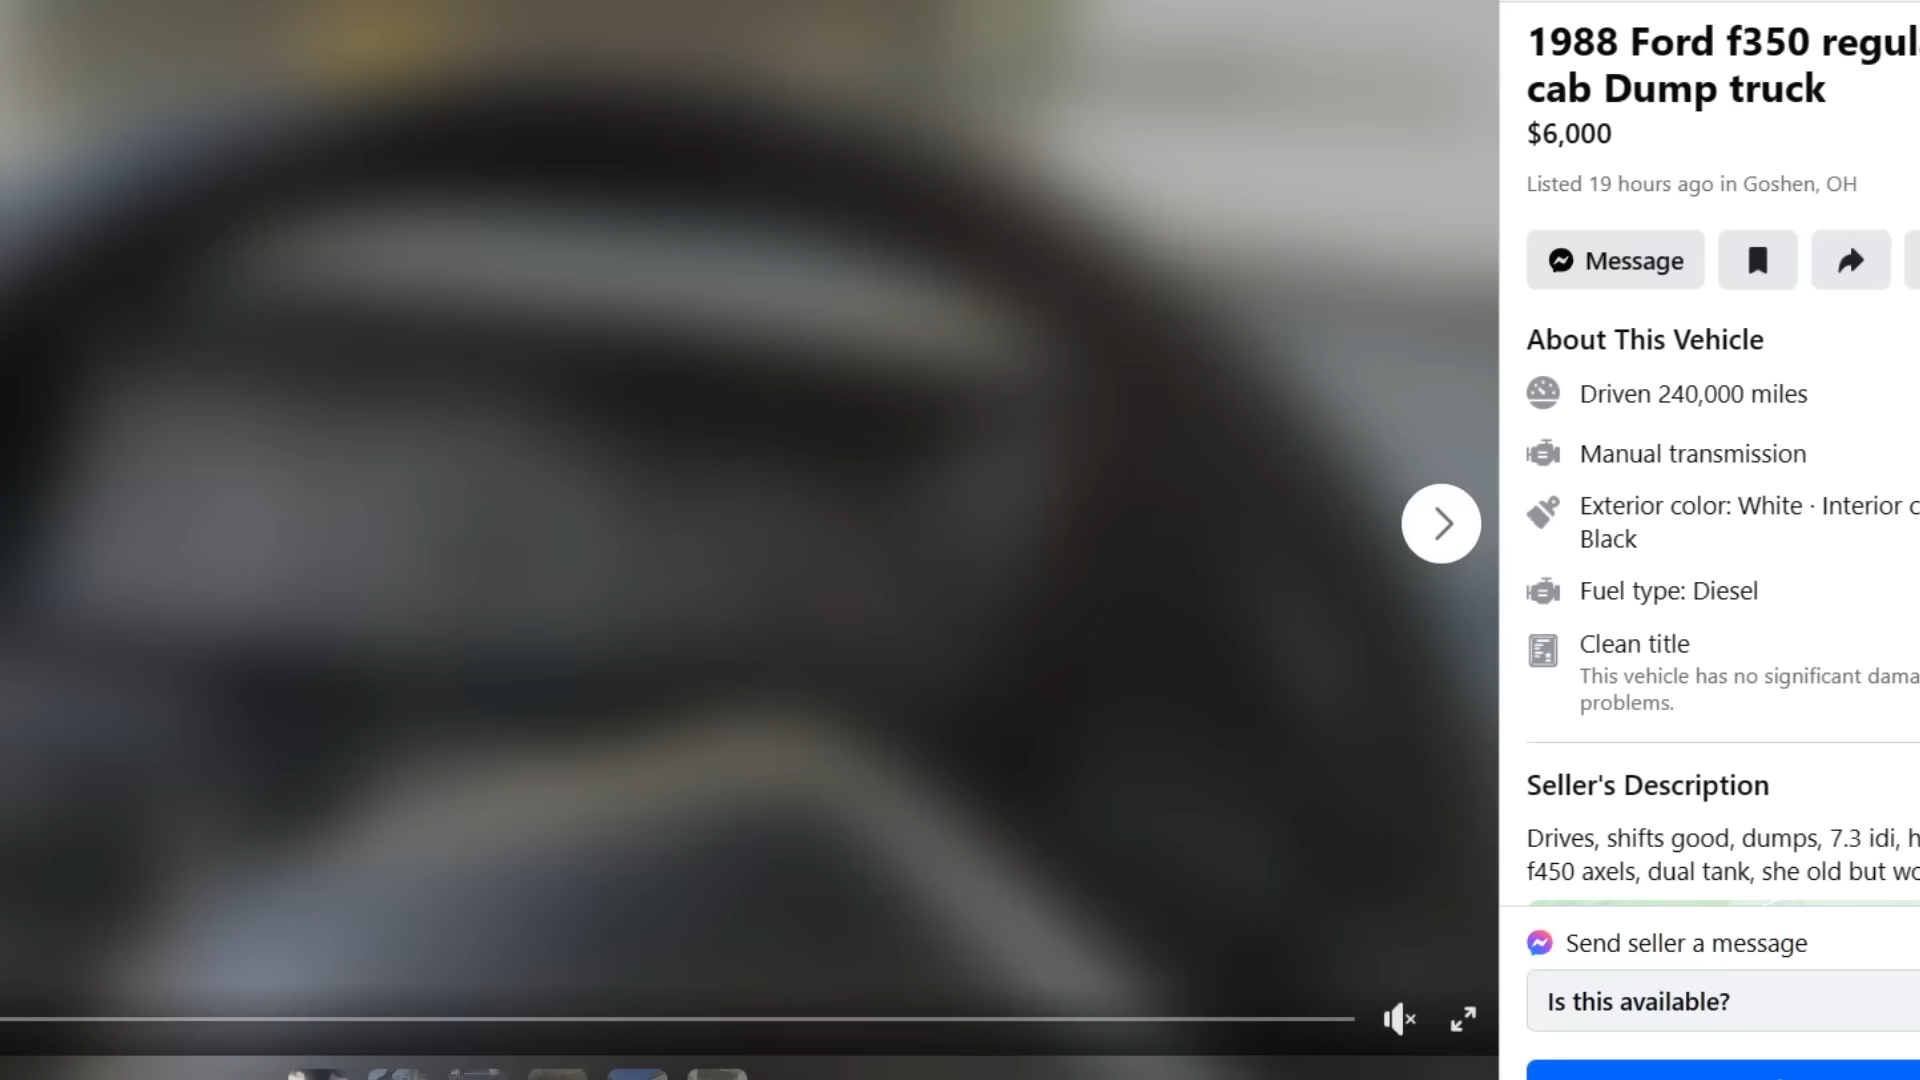 1988 Ford f350
cab Dump truck
$6,000
Listed 19 hours ago in Goshen, OH
Message
About This Vehicle
Driven 240,000 miles
Manual transmission
Exterior color: White · Interior
Black
Fuel type: Diesel
Clean title
This vehicle has no significant
problems.
Seller's Description
Drives, shifts good, dumps, 7.3 idi,
f450 axels, dual tank, she old but
Send seller a message
Is this available?